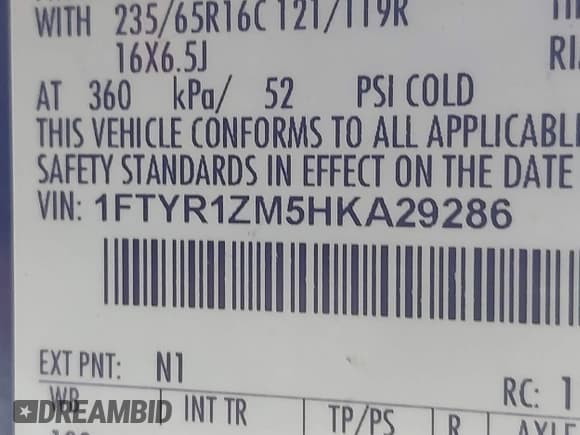 WITH 235/65R16C 121/119R
16X6.5J
AT 360 kPa/ 52 PSI COLD
THIS VEHICLE CONFORMS TO ALL APPLICABL
SAFETY STANDARDS IN EFFECT ON THE DATE
VIN: 1FTYR1ZM5HKA29286
EXT PNT: N1 RC: 1
WB INT TR TP/PS R AXLE
DREAMBID